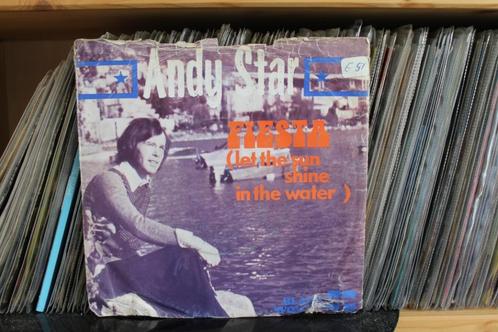 Andy Star
E 51
FIESTA
(let the sun
shine
in the water)